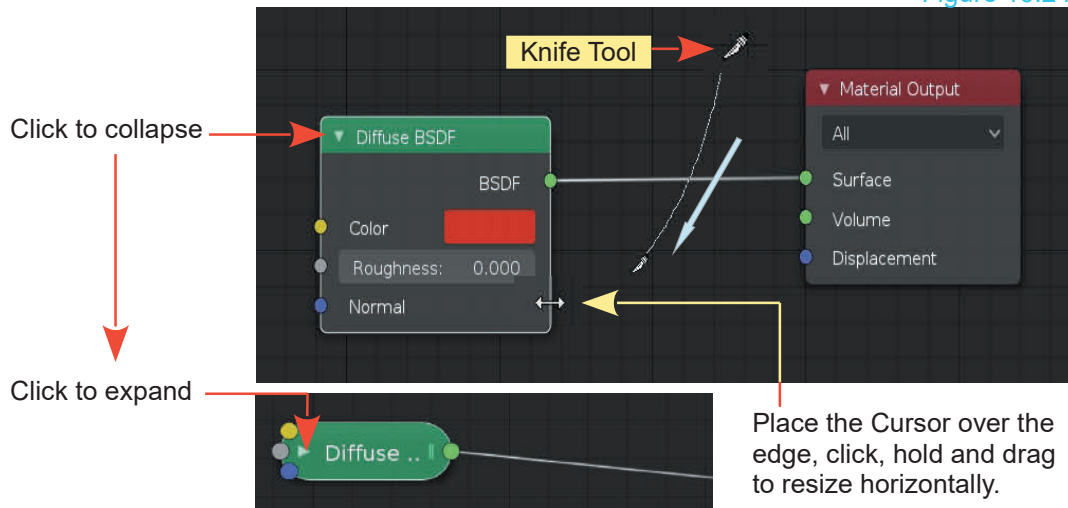 Knife Tool
Material Output
Click to collapse
Diffuse BSDF
All
BSDF
Surface
Color
Volume
Roughness: 0.000
Displacement
Normal
Click to expand
Diffuse ..
Place the Cursor over the
edge, click, hold and drag
to resize horizontally.